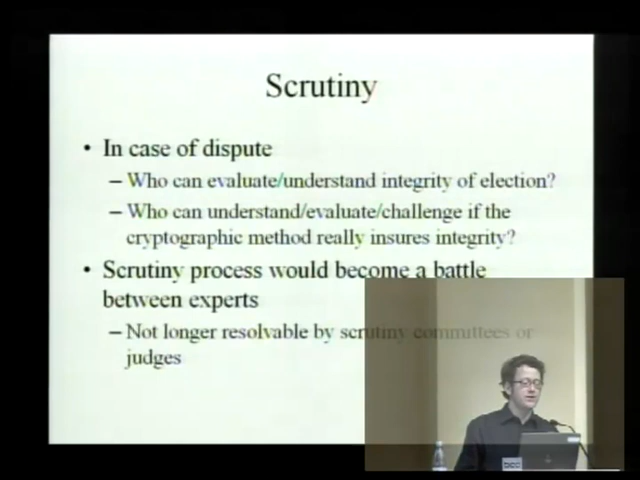 Scrutiny
• In case of dispute
– Who can evaluate/understand integrity of election?
– Who can understand/evaluate/challenge if the
cryptographic method really insures integrity?
• Scrutiny process would become a battle
between experts
– Not longer resolvable by scrutiny committees or
judges